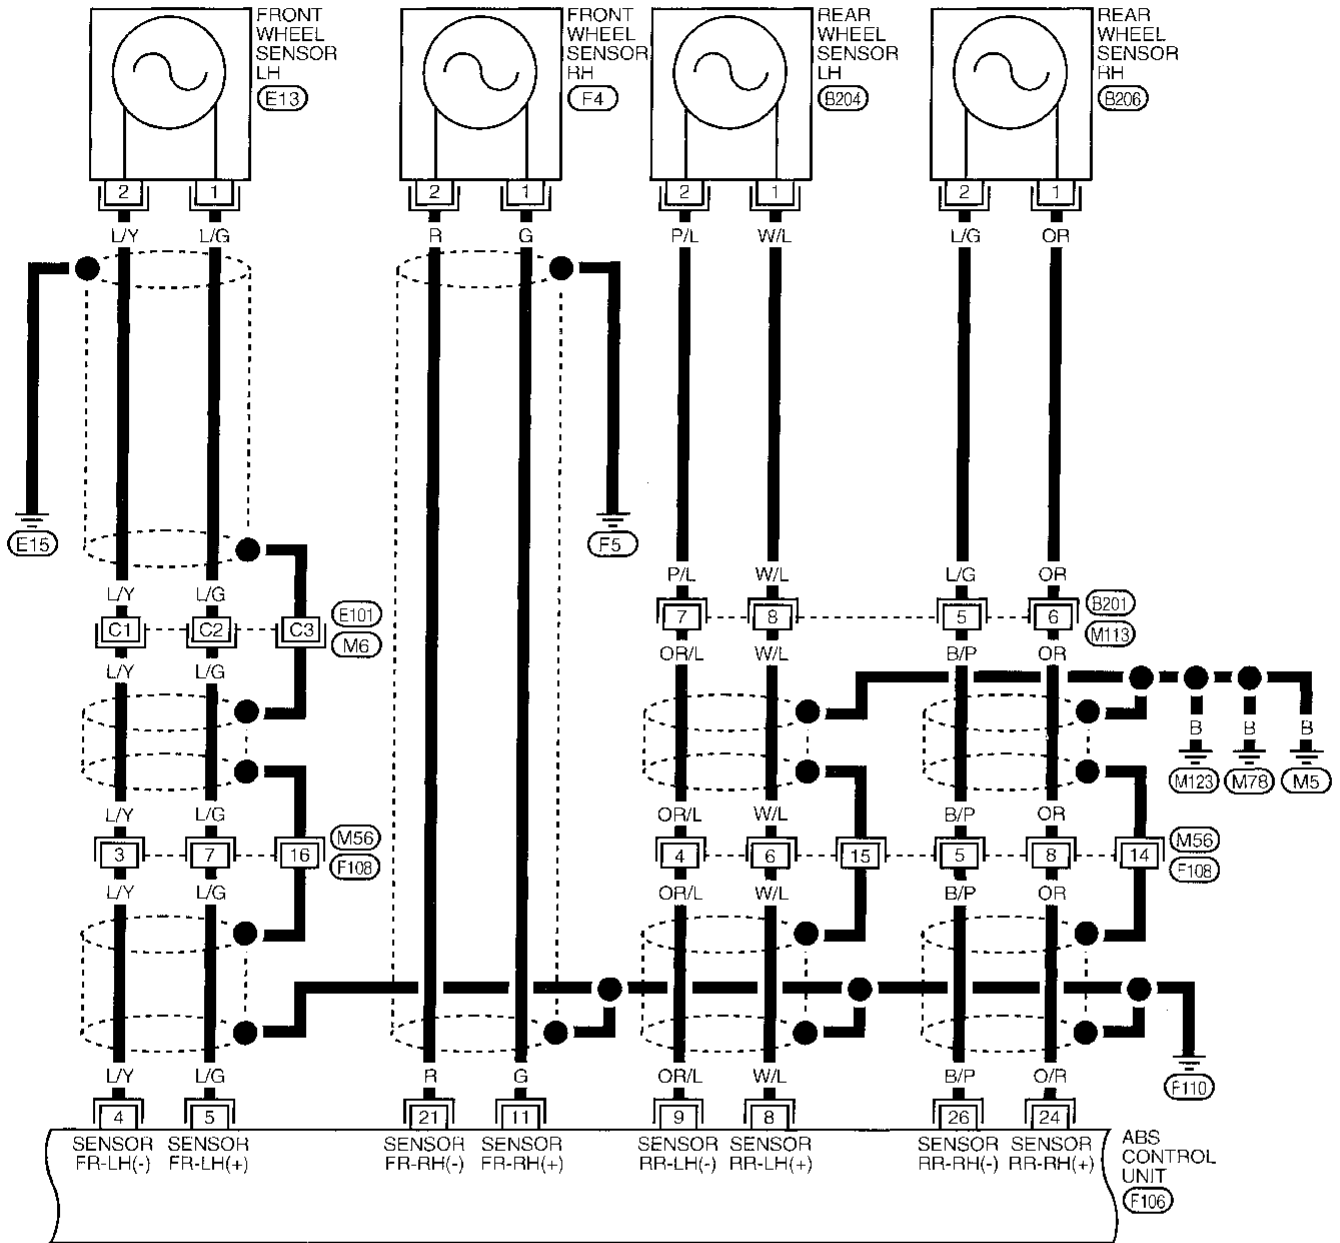 FRONT
WHEEL
SENSOR
LH
E13
FRONT
WHEEL
SENSOR
RH
F4
REAR
WHEEL
SENSOR
LH
B204
REAR
WHEEL
SENSOR
RH
B206
2 1 2 1 2 1 2 1
L/Y L/G R G P/L W/L L/G OR
E15
F5
L/Y L/G P/L W/L L/G OR
C1 C2 C3
E101
M6
7 8 5 6
B201
M113
L/Y L/G OR/L W/L B/P OR
B B B
M123 M78 M5
L/Y L/G OR/L W/L B/P OR
3 7 16
M56
F108
4 6 15 5 8 14
M56
F108
L/Y L/G OR/L W/L B/P OR
F110
L/Y L/G R G OR/L W/L B/P O/R
4 5 21 11 9 8 26 24
SENSOR
FR-LH(-)
SENSOR
FR-LH(+)
SENSOR
FR-RH(-)
SENSOR
FR-RH(+)
SENSOR
RR-LH(-)
SENSOR
RR-LH(+)
SENSOR
RR-RH(-)
SENSOR
RR-RH(+)
ABS
CONTROL
UNIT
F106